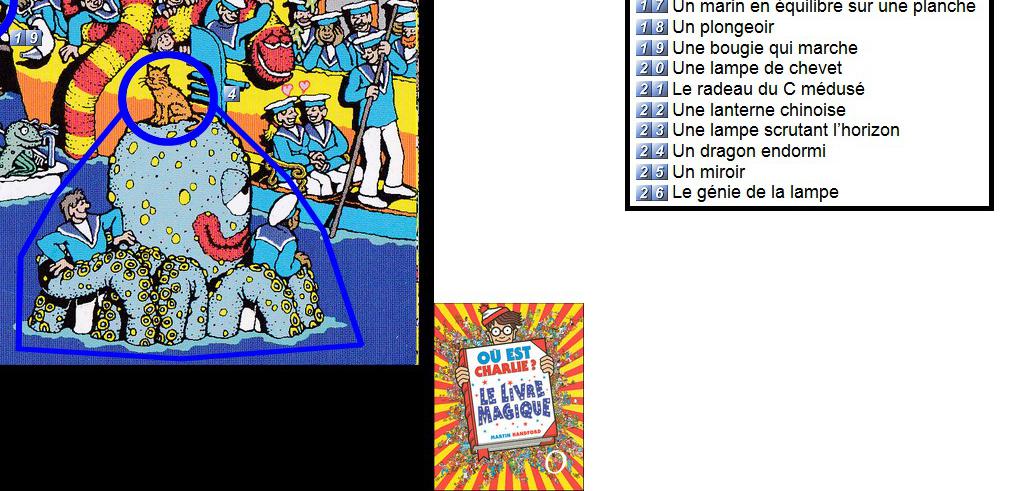 19
4
17 Un marin en équilibre sur une planche
18 Un plongeoir
19 Une bougie qui marche
20 Une lampe de chevet
21 Le radeau du C médusé
22 Une lanterne chinoise
23 Une lampe scrutant l'horizon
24 Un dragon endormi
25 Un miroir
26 Le génie de la lampe
OÙ EST
CHARLIE?
LE LIVRE
MAGIQUE
MARTIN HANDFORD
O